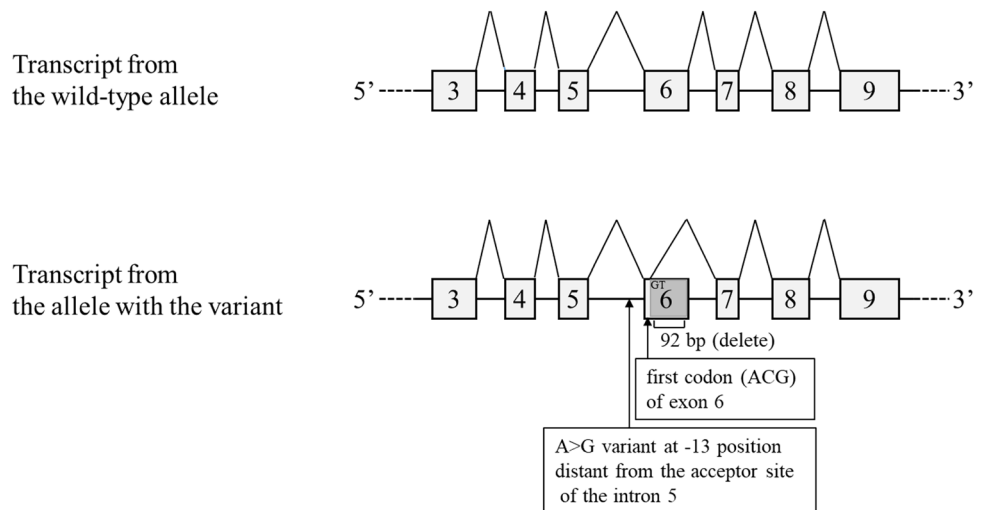 Transcript from
the wild-type allele
5’ 3 4 5 6 7 8 9 3’
Transcript from
the allele with the variant
5’ 3 4 5 GT 6 7 8 9 3’
92 bp (delete)
first codon (ACG)
of exon 6
A>G variant at -13 position
distant from the acceptor site
of the intron 5